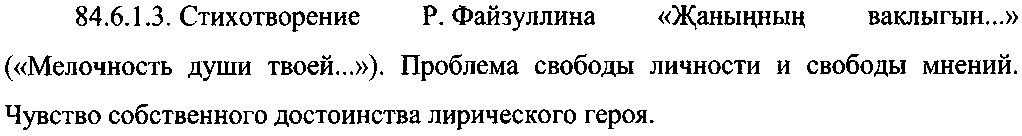 84.6.1.3. Стихотворение Р. Файзуллина «Җаныңның ваклыгын...»
(«Мелочность души твоей...»). Проблема свободы личности и свободы мнений.
Чувство собственного достоинства лирического героя.